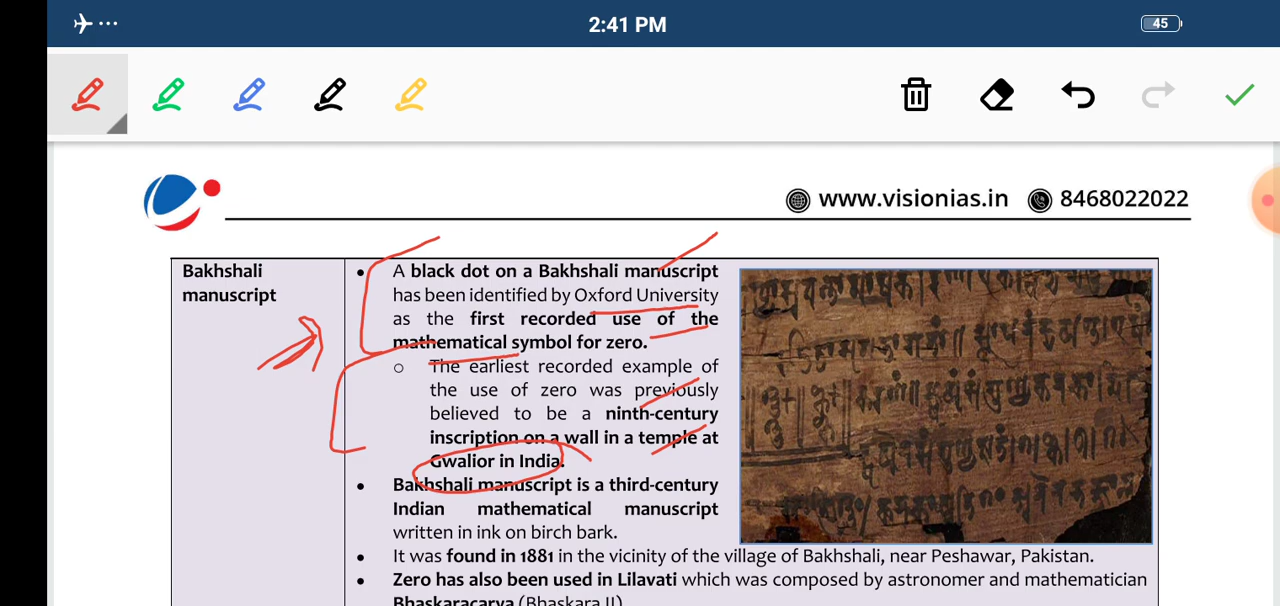 2:41 PM
45
www.visionias.in 8468022022
Bakhshali
manuscript
• A black dot on a Bakhshali manuscript
has been identified by Oxford University
as the first recorded use of the
mathematical symbol for zero.
o The earliest recorded example of
the use of zero was previously
believed to be a ninth-century
inscription on a wall in a temple at
Gwalior in India.
• Bakhshali manuscript is a third-century
Indian mathematical manuscript
written in ink on birch bark.
• It was found in 1881 in the vicinity of the village of Bakhshali, near Peshawar, Pakistan.
• Zero has also been used in Lilavati which was composed by astronomer and mathematician
Bhaskaracarya (Bhaskara II).